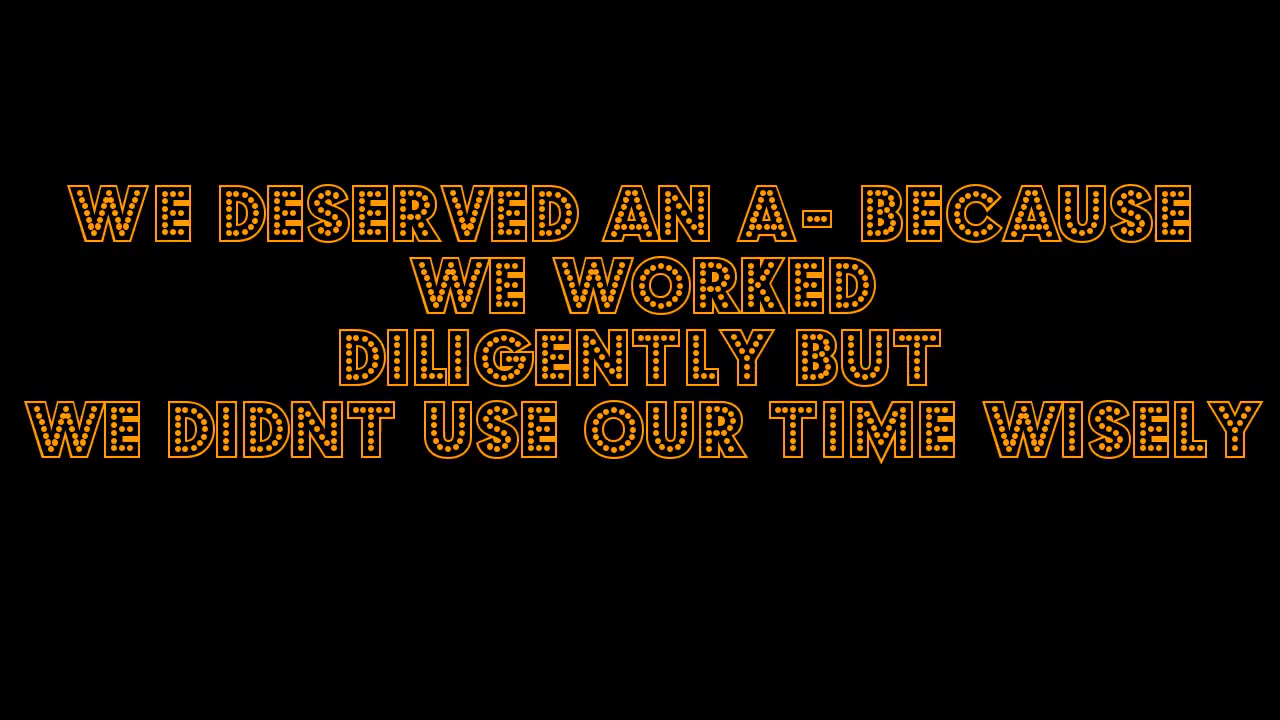 WE DESERVED AN A- BECAUSE
WE WORKED
DILIGENTLY BUT
WE DIDNT USE OUR TIME WISELY